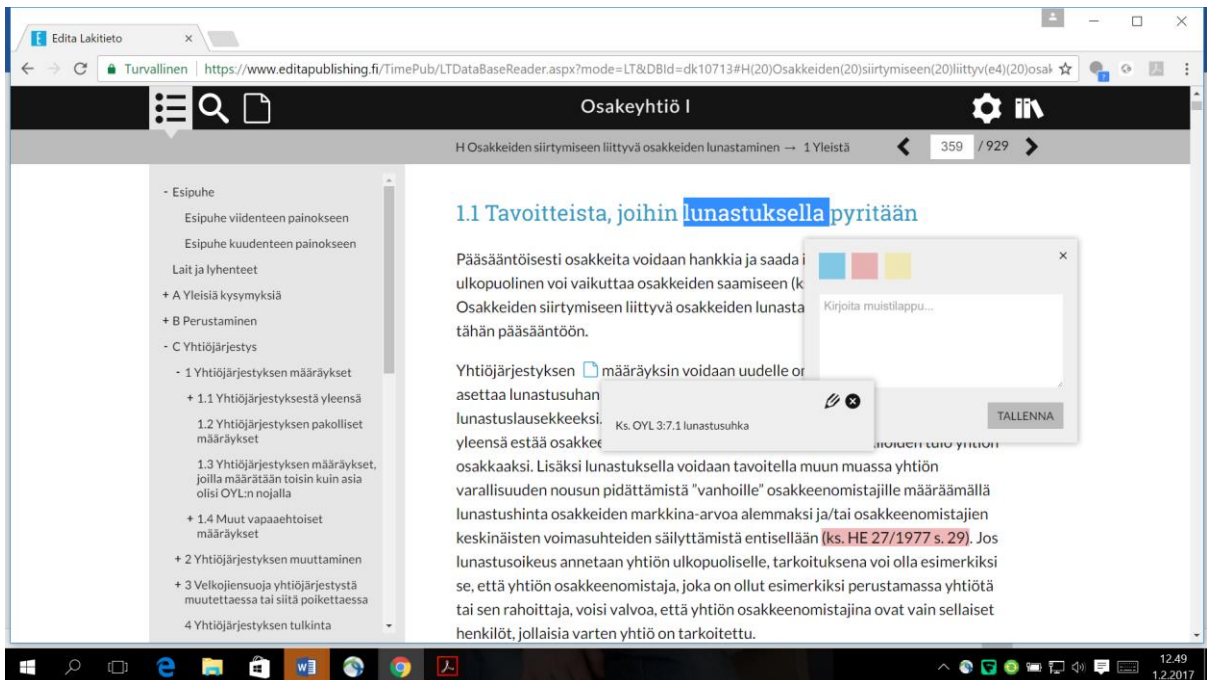 Edita Lakitieto
Turvallinen | https://www.editapublishing.fi/TimePub/LTDataBaseReader.aspx?mode=LT&DBId=dk10713#H(20)Osakkeiden(20)siirtymiseen(20)liittyv(e4)(20)osak
Osakeyhtiö I
H Osakkeiden siirtymiseen liittyvä osakkeiden lunastaminen → 1 Yleistä
359 / 929
- Esipuhe
Esipuhe viidenteen painokseen
Esipuhe kuudenteen painokseen
Lait ja lyhenteet
+ A Yleisiä kysymyksiä
+ B Perustaminen
- C Yhtiöjärjestys
- 1 Yhtiöjärjestyksen määräykset
+ 1.1 Yhtiöjärjestyksestä yleensä
1.2 Yhtiöjärjestyksen pakolliset
määräykset
1.3 Yhtiöjärjestyksen määräykset,
joilla määrätään toisin kuin asia
olisi OYL:n nojalla
+ 1.4 Muut vapaaehtoiset
määräykset
+ 2 Yhtiöjärjestyksen muuttaminen
+ 3 Velkojiensuoja yhtiöjärjestystä
muutettaessa tai siitä poikettaessa
4 Yhtiöjärjestyksen tulkinta
1.1 Tavoitteista, joihin lunastuksella pyritään
Pääsääntöisesti osakkeita voidaan hankkia ja saada
ulkopuolinen voi vaikuttaa osakkeiden saamiseen (k
Osakkeiden siirtymiseen liittyvä osakkeiden lunasta
tähän pääsääntöön.
Yhtiöjärjestyksen määräyksin voidaan uudelle
asettaa lunastusuhan
lunastuslausekkeeksi.
yleensä estää osakkee
osakkaaksi. Lisäksi lunastuksella voidaan tavoitella muun muassa yhtiön
varallisuuden nousun pidättämistä ”vanhoille” osakkeenomistajille määräämällä
lunastushinta osakkeiden markkina-arvoa alemmaksi ja/tai osakkeenomistajien
keskinäisten voimasuhteiden säilyttämistä entisellään (ks. HE 27/1977 s. 29). Jos
lunastusoikeus annetaan yhtiön ulkopuoliselle, tarkoituksena voi olla esimerkiksi
se, että yhtiön osakkeenomistaja, joka on ollut esimerkiksi perustamassa yhtiötä
tai sen rahoittaja, voisi valvoa, että yhtiön osakkeenomistajina ovat vain sellaiset
henkilöt, jollaisia varten yhtiö on tarkoitettu.
Kirjoita muistilappu...
TALLENNA
Ks. OYL 3:7.1 lunastusuhka
12.49
1.2.2017